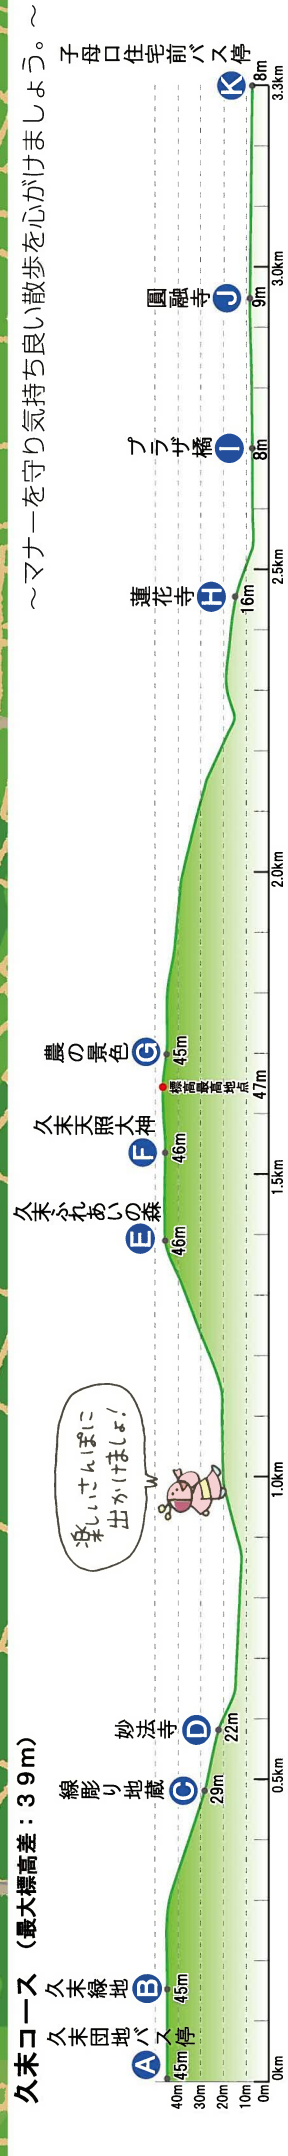 ～マナーを守り気持ち良い散歩を心がけましょう。～
久末コース （最大標高差：39m）
楽しいさんぽに
出かけましょ！
久末団地バス停
A
45m
久末緑地
B
45m
線彫り地蔵
C
29m
妙法寺
D
22m
久末ふれあいの森
E
46m
久末天照大神
F
46m
標高最高地点
47m
農の景色
G
45m
蓮花寺
H
16m
プラザ橘
I
8m
圓融寺
J
9m
子母口住宅前バス停
K
8m
40m
30m
20m
10m
0m
0km
0.5km
1.0km
1.5km
2.0km
2.5km
3.0km
3.3km